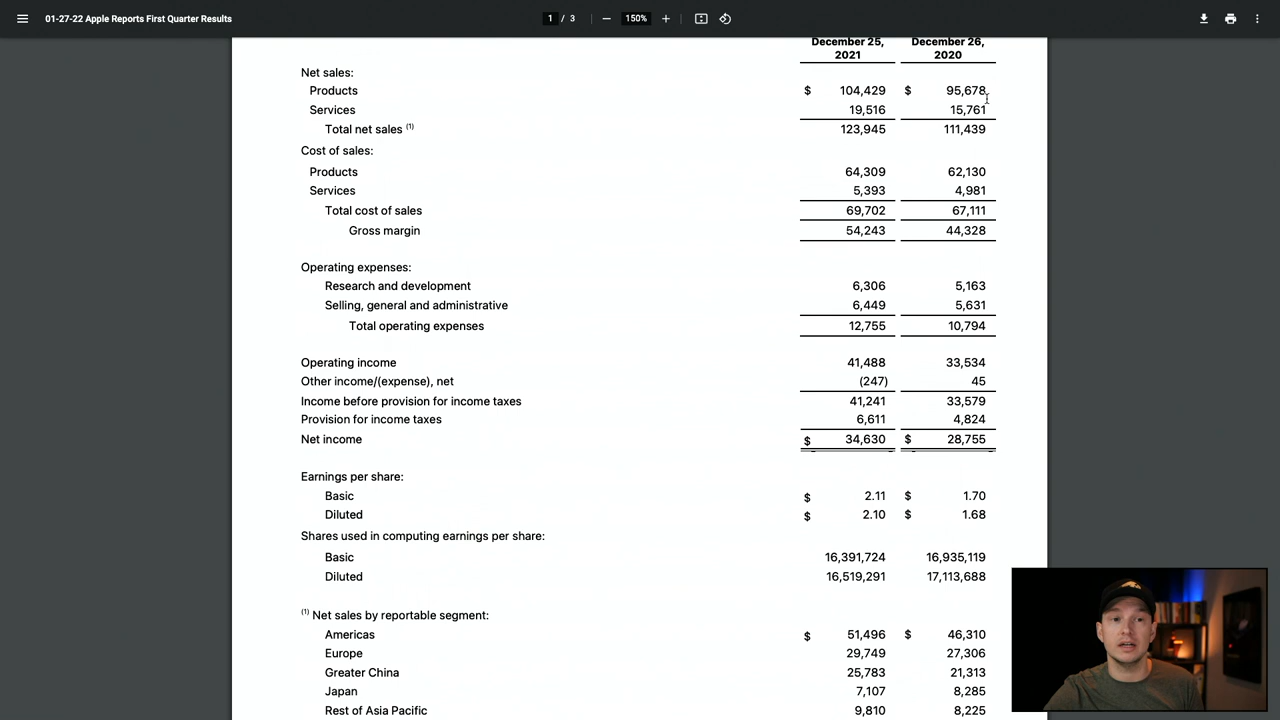 01-27-22 Apple Reports First Quarter Results
1 / 3
150%
December 25, 2021 December 26, 2020
Net sales:
Products $ 104,429 $ 95,678
Services 19,516 15,761
Total net sales (1) 123,945 111,439
Cost of sales:
Products 64,309 62,130
Services 5,393 4,981
Total cost of sales 69,702 67,111
Gross margin 54,243 44,328
Operating expenses:
Research and development 6,306 5,163
Selling, general and administrative 6,449 5,631
Total operating expenses 12,755 10,794
Operating income 41,488 33,534
Other income/(expense), net (247) 45
Income before provision for income taxes 41,241 33,579
Provision for income taxes 6,611 4,824
Net income $ 34,630 $ 28,755
Earnings per share:
Basic $ 2.11 $ 1.70
Diluted $ 2.10 $ 1.68
Shares used in computing earnings per share:
Basic 16,391,724 16,935,119
Diluted 16,519,291 17,113,688
(1) Net sales by reportable segment:
Americas $ 51,496 $ 46,310
Europe 29,749 27,306
Greater China 25,783 21,313
Japan 7,107 8,285
Rest of Asia Pacific 9,810 8,225